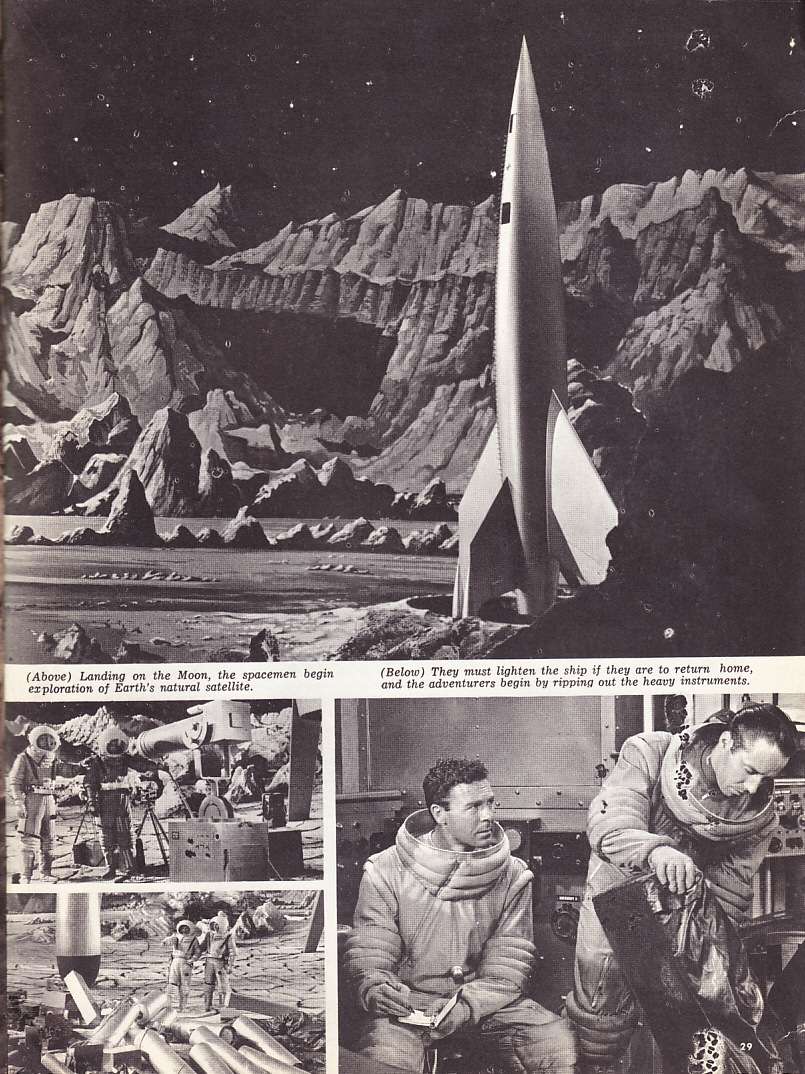 (Above) Landing on the Moon, the spacemen begin
exploration of Earth's natural satellite.
(Below) They must lighten the ship if they are to return home,
and the adventurers begin by ripping out the heavy instruments.
29